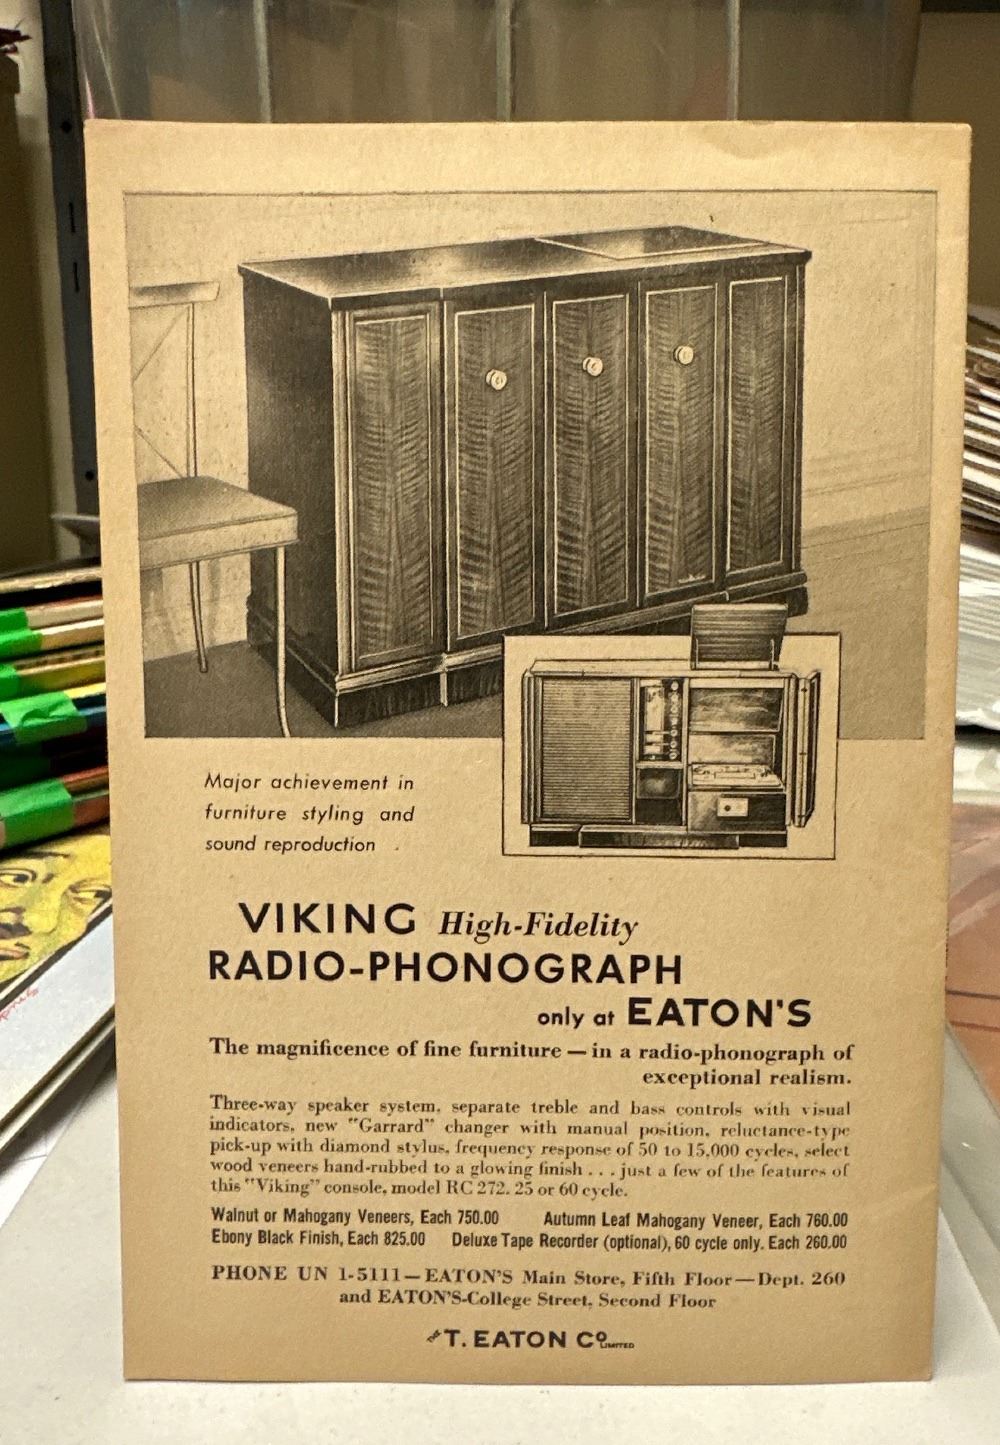 Major achievement in
furniture styling and
sound reproduction .
VIKING High-Fidelity
RADIO-PHONOGRAPH
only at EATON'S
The magnificence of fine furniture — in a radio-phonograph of
exceptional realism.
Three-way speaker system, separate treble and bass controls with visual
indicators, new "Garrard" changer with manual position, reluctance-type
pick-up with diamond stylus, frequency response of 50 to 15,000 cycles, select
wood veneers hand-rubbed to a glowing finish . . . just a few of the features of
this "Viking" console, model RC 272. 25 or 60 cycle.
Walnut or Mahogany Veneers, Each 750.00 Autumn Leaf Mahogany Veneer, Each 760.00
Ebony Black Finish, Each 825.00 Deluxe Tape Recorder (optional), 60 cycle only. Each 260.00
PHONE UN 1-5111 — EATON'S Main Store, Fifth Floor — Dept. 260
and EATON'S-College Street, Second Floor
THE T. EATON CO LIMITED